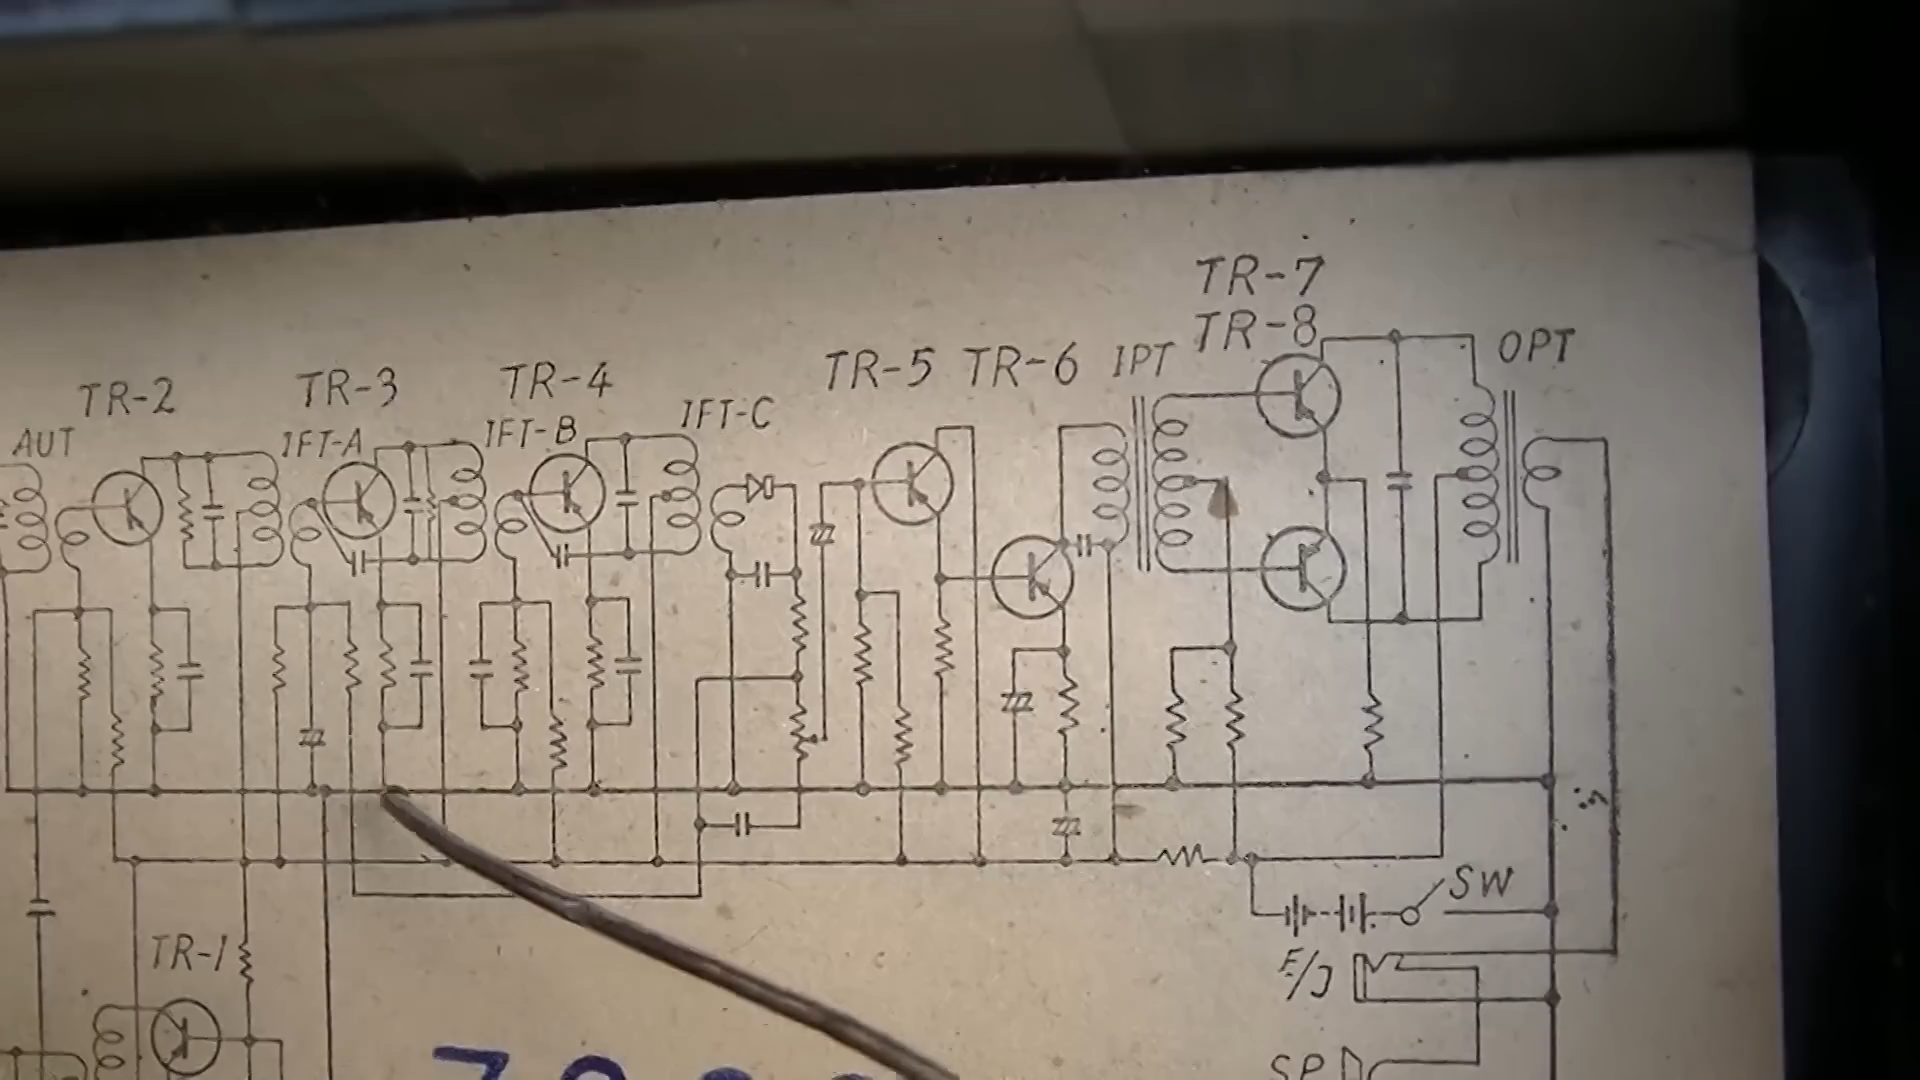 TR-7
TR-8
OPT
TR-5
TR-6
IPT
TR-2
TR-3
TR-4
IFT-C
AUT
IFT-A
IFT-B
SW
TR-1
E/J
SP